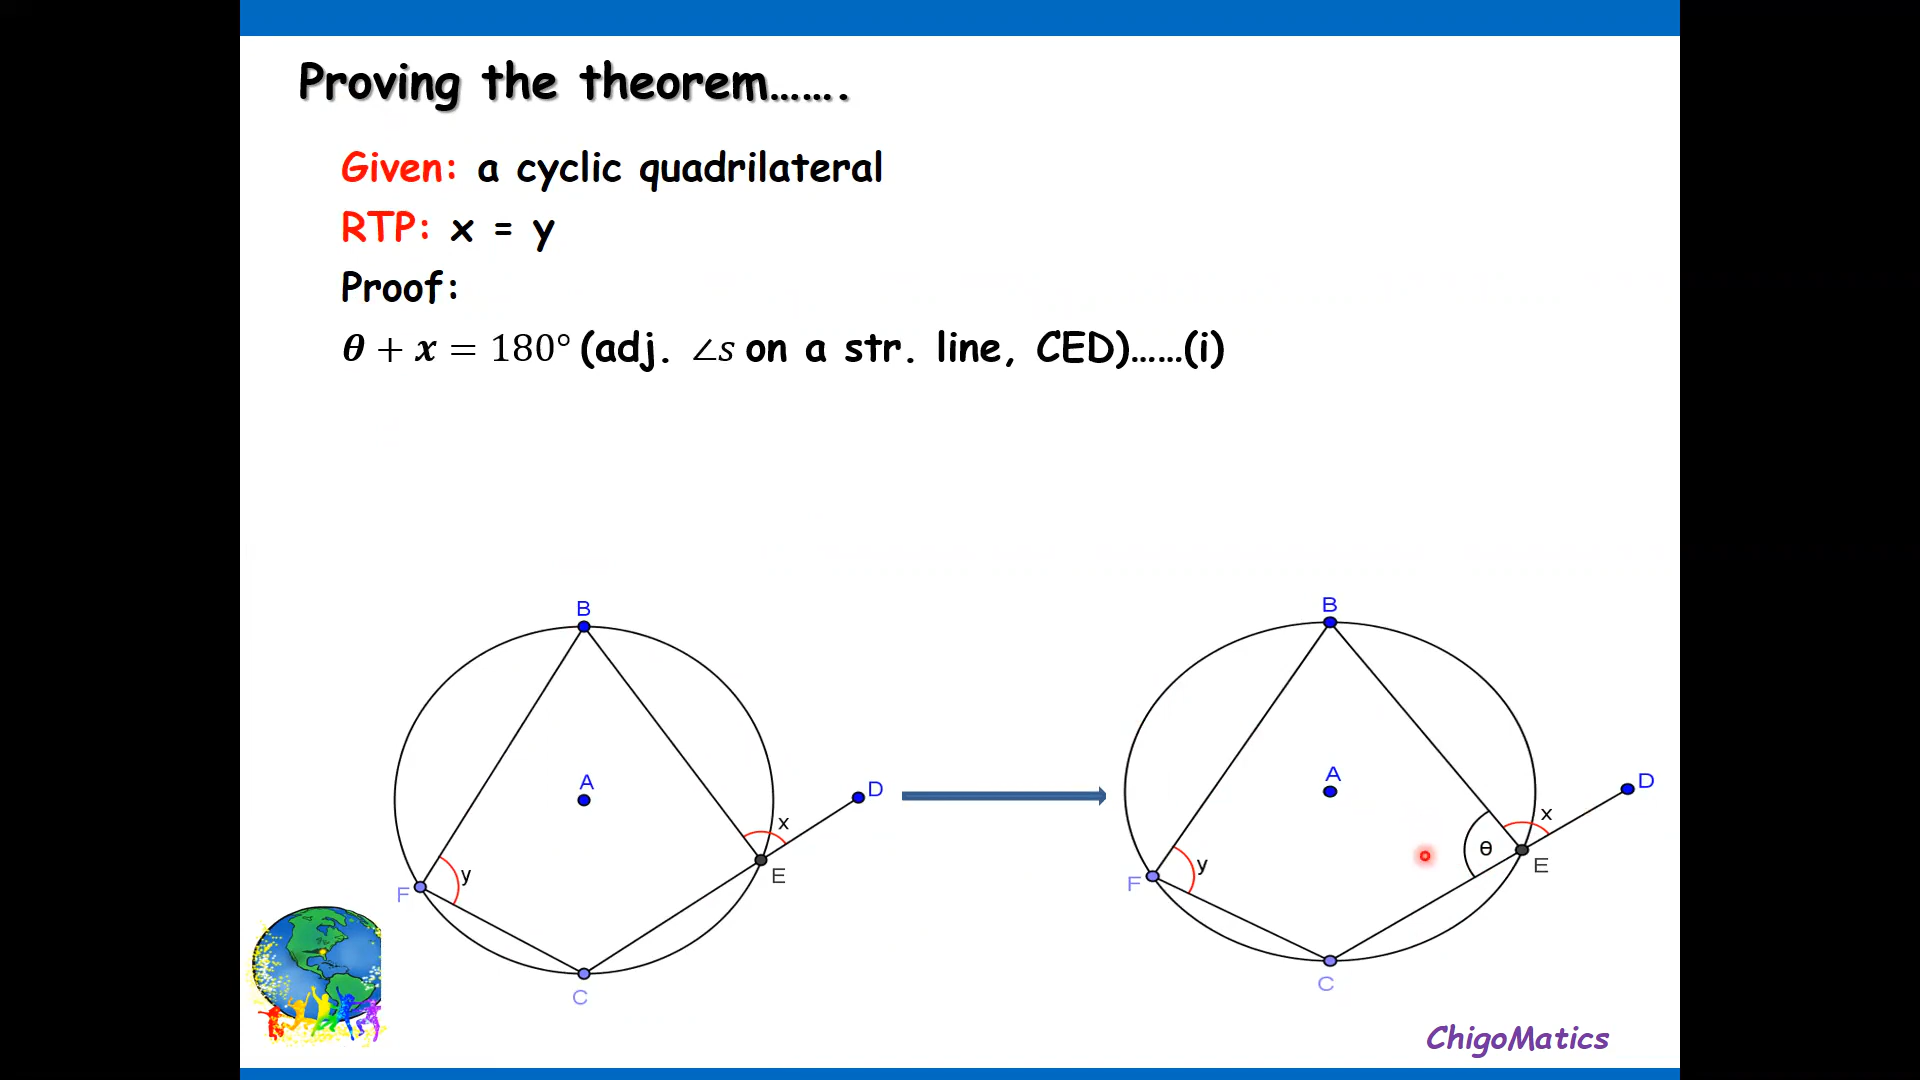 Proving the theorem…….
Given: a cyclic quadrilateral
RTP: x = y
Proof:
θ + x = 180° (adj. ∠s on a str. line, CED)……(i)
B
A
D
x
E
F
y
C
B
A
D
x
θ
E
F
y
C
ChigoMatics